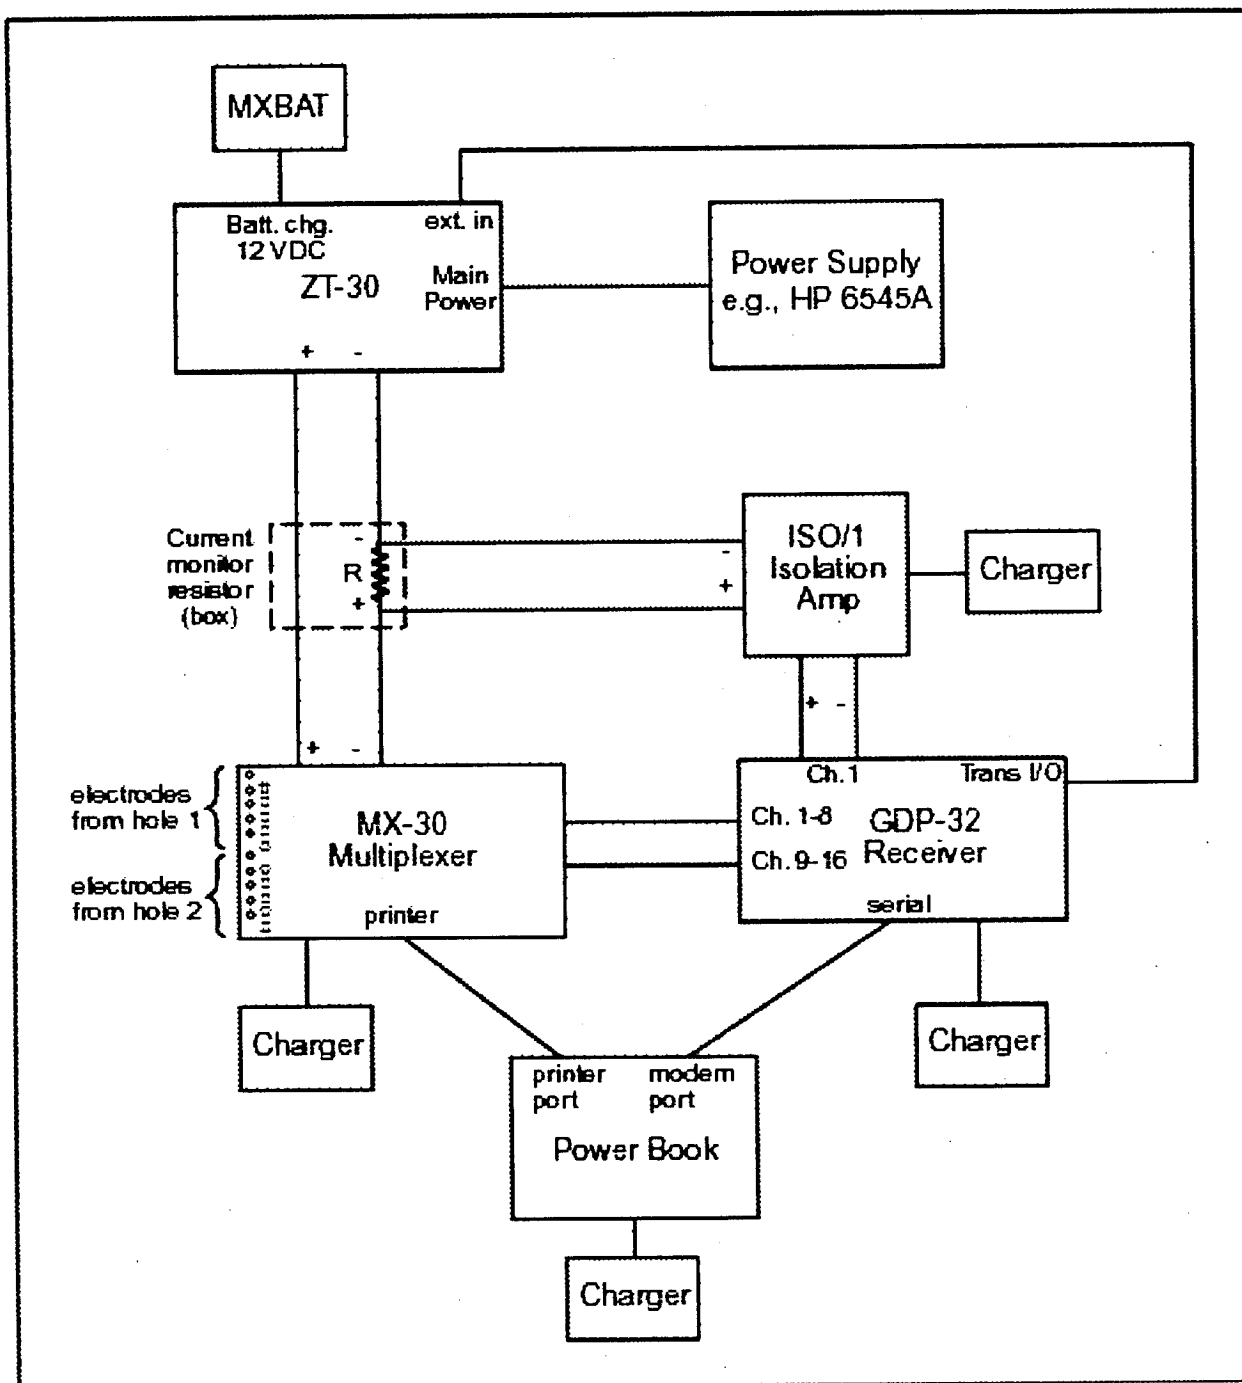 MXBAT
Batt. chg.
12 VDC
ext. in
ZT-30
Main
Power
+ -
Power Supply
e.g., HP 6545A
Current
monitor
resistor
(box)
-
R
+
-
+
ISO/1
Isolation
Amp
Charger
+ -
+ -
electrodes
from hole 1
electrodes
from hole 2
MX-30
Multiplexer
printer
Ch.1
Trans I/O
Ch. 1-8
Ch. 9-16
GDP-32
Receiver
serial
Charger
Charger
printer
port
modem
port
Power Book
Charger